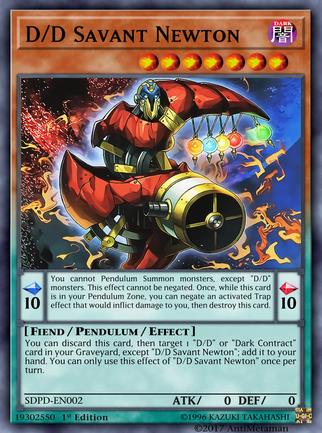 D/D Savant Newton
DARK
闇
You cannot Pendulum Summon monsters, except "D/D"
monsters. This effect cannot be negated. Once, while this card
is in your Pendulum Zone, you can negate an activated Trap
effect that would inflict damage to you, then destroy this card.
10
10
[Fiend / Pendulum / Effect]
You can discard this card, then target 1 "D/D" or "Dark Contract"
card in your Graveyard, except "D/D Savant Newton"; add it to your
hand. You can only use this effect of "D/D Savant Newton" once per
turn.
SDPD-EN002
ATK/ 0 DEF/ 0
19302550 1st Edition
©1996 KAZUKI TAKAHASHI
©2017 AntiMetaman